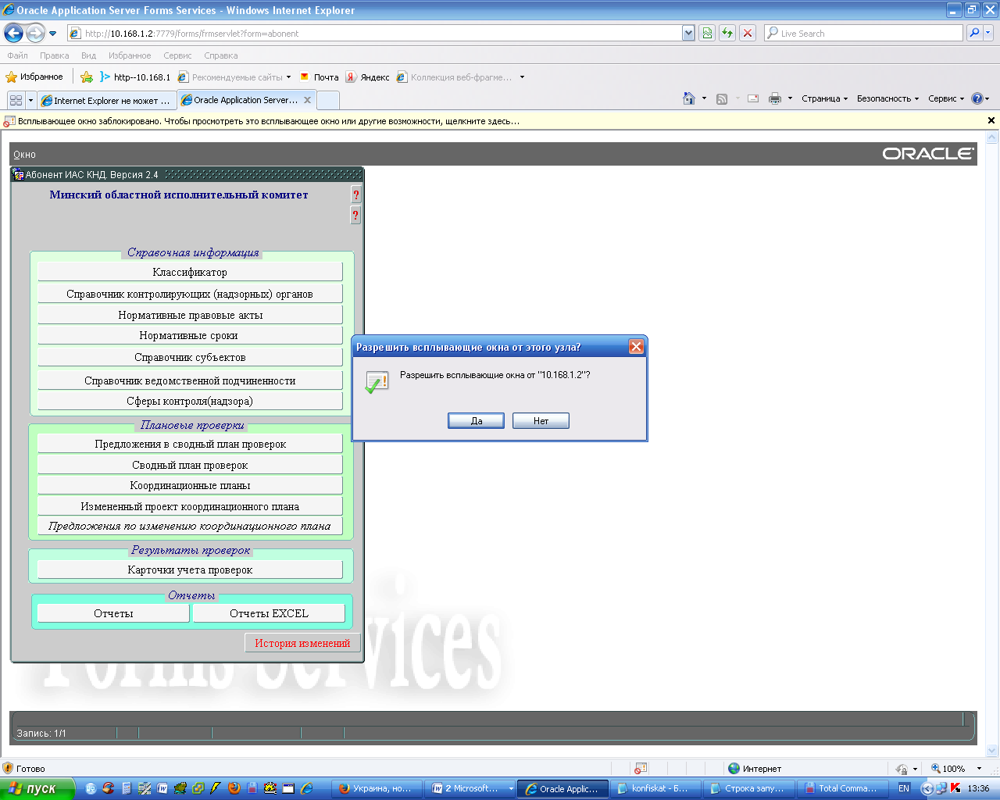 Oracle Application Server Forms Services - Windows Internet Explorer
http://10.168.1.2:7779/forms/frmservlet?form=abonent
Live Search
Файл Правка Вид Избранное Сервис Справка
Избранное http--10.168.1 Рекомендуемые сайты Почта Яндекс Коллекция веб-фрагме...
Internet Explorer не может ... Oracle Application Server... Страница Безопасность Сервис
Всплывающее окно заблокировано. Чтобы просмотреть это всплывающее окно или другие возможности, щелкните здесь...
Окно ORACLE
Абонент ИАС КНД. Версия 2.4
Минский областной исполнительный комитет ?
?
Справочная информация
Классификатор
Справочник контролирующих (надзорных) органов
Нормативные правовые акты
Нормативные сроки
Справочник субъектов
Справочник ведомственной подчиненности
Сферы контроля(надзора)
Разрешить всплывающие окна от этого узла?
Разрешить всплывающие окна от "10.168.1.2"?
Да Нет
Плановые проверки
Предложения в сводный план проверок
Сводный план проверок
Координационные планы
Измененный проект координационного плана
Предложения по изменению координационного плана
Результаты проверок
Карточки учета проверок
Отчеты
Отчеты Отчеты EXCEL
История изменений
Forms Services
Запись: 1/1
Готово Интернет 100%
пуск Украина, но... 2 Microsoft... Oracle Applic... konfiskat - Б... Строка запу... Total Comma... EN 13:36